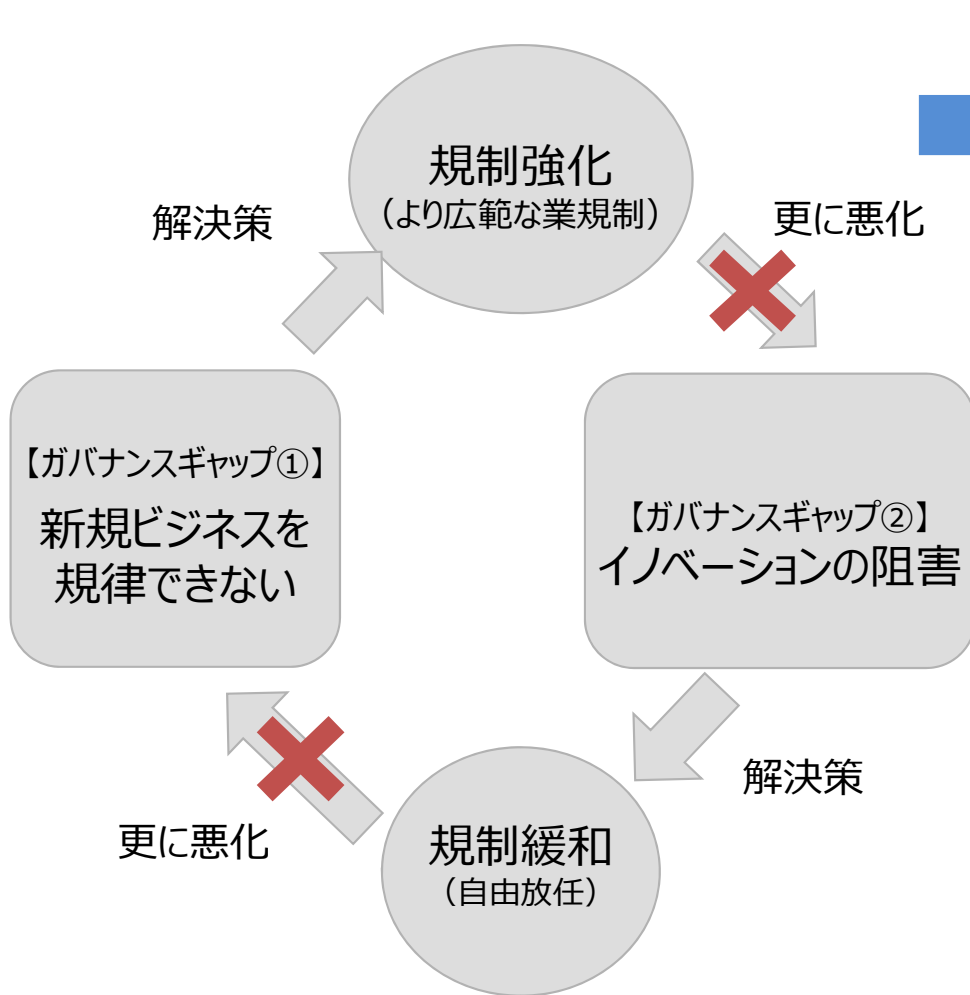 規制強化
（より広範な業規制）
解決策
更に悪化
【ガバナンスギャップ①】
新規ビジネスを
規律できない
【ガバナンスギャップ②】
イノベーションの阻害
解決策
更に悪化
規制緩和
（自由放任）